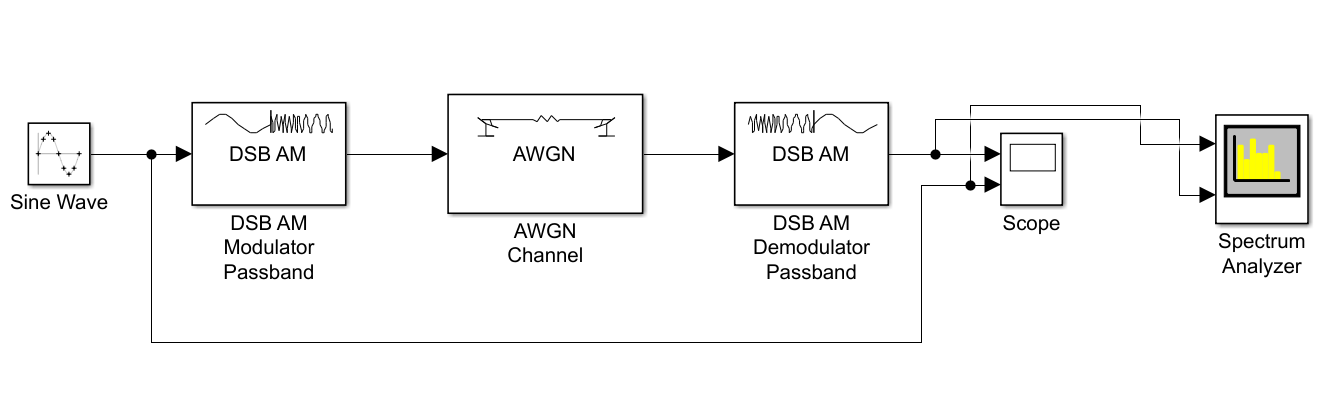 DSB AM
AWGN
DSB AM
Sine Wave
DSB AM
Modulator
Passband
AWGN
Channel
DSB AM
Demodulator
Passband
Scope
Spectrum
Analyzer